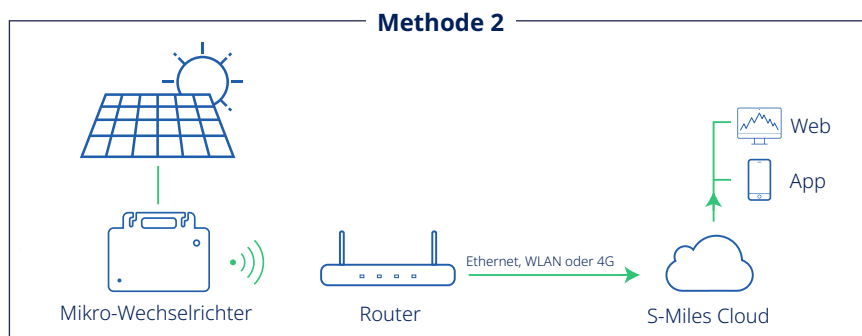 Methode 2
Web
App
Ethernet, WLAN oder 4G
Mikro-Wechselrichter
Router
S-Miles Cloud